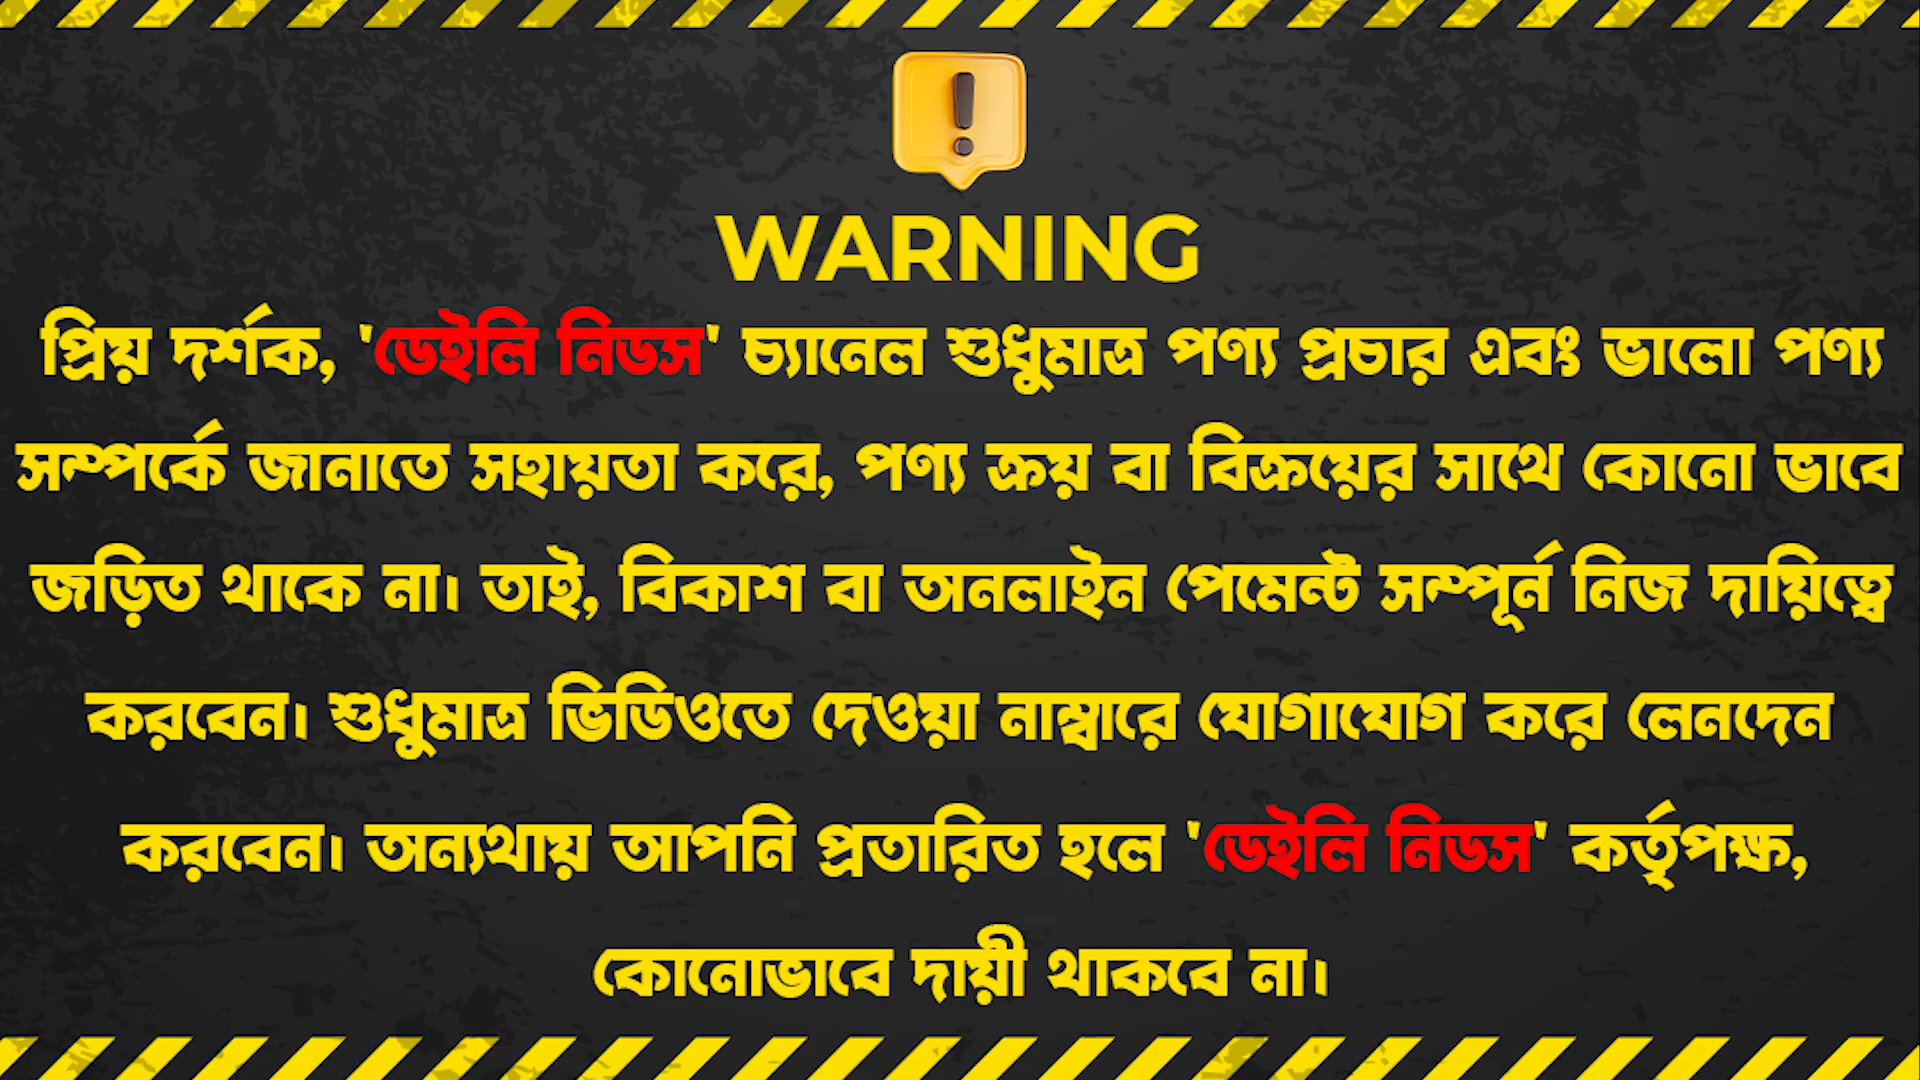 WARNING
প্রিয় দর্শক, 'ডেইলি নিডস' চ্যানেল শুধুমাত্র পণ্য প্রচার এবং ভালো পণ্য
সম্পর্কে জানাতে সহায়তা করে, পণ্য ক্রয় বা বিক্রয়ের সাথে কোনো ভাবে
জড়িত থাকে না। তাই, বিকাশ বা অনলাইন পেমেন্ট সম্পূর্ন নিজ দায়িত্বে
করবেন। শুধুমাত্র ভিডিওতে দেওয়া নাম্বারে যোগাযোগ করে লেনদেন
করবেন। অন্যথায় আপনি প্রতারিত হলে 'ডেইলি নিডস' কর্তৃপক্ষ,
কোনোভাবে দায়ী থাকবে না।